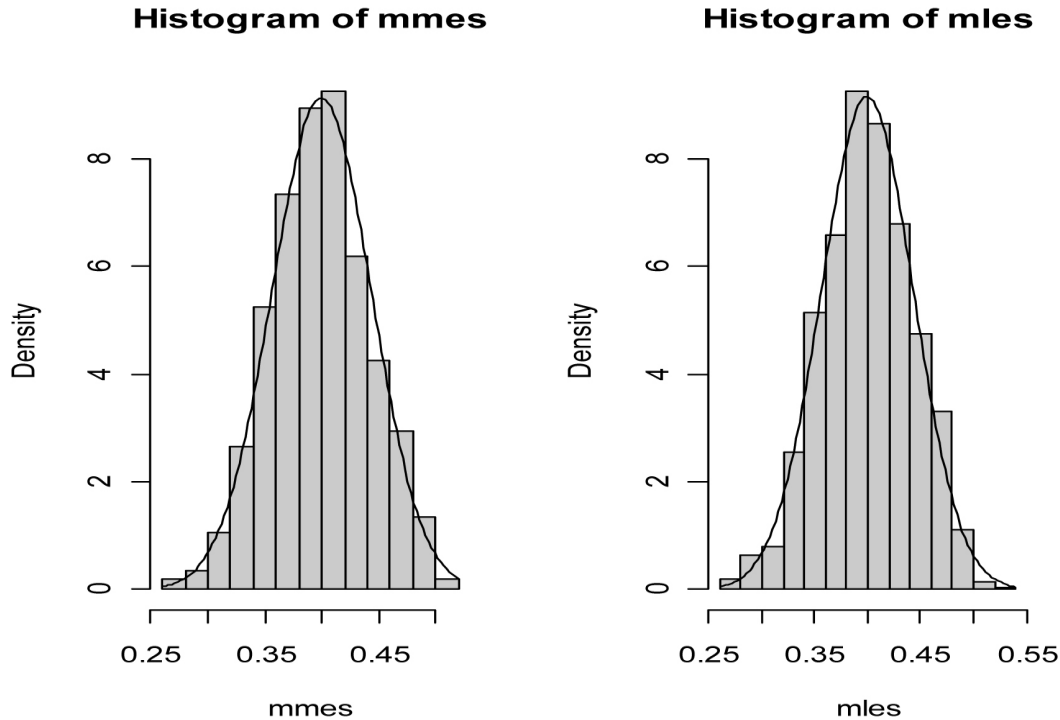 Histogram of mmes
Density
0 2 4 6 8
0.25 0.35 0.45
mmes
Histogram of mles
Density
0 2 4 6 8
0.25 0.35 0.45 0.55
mles